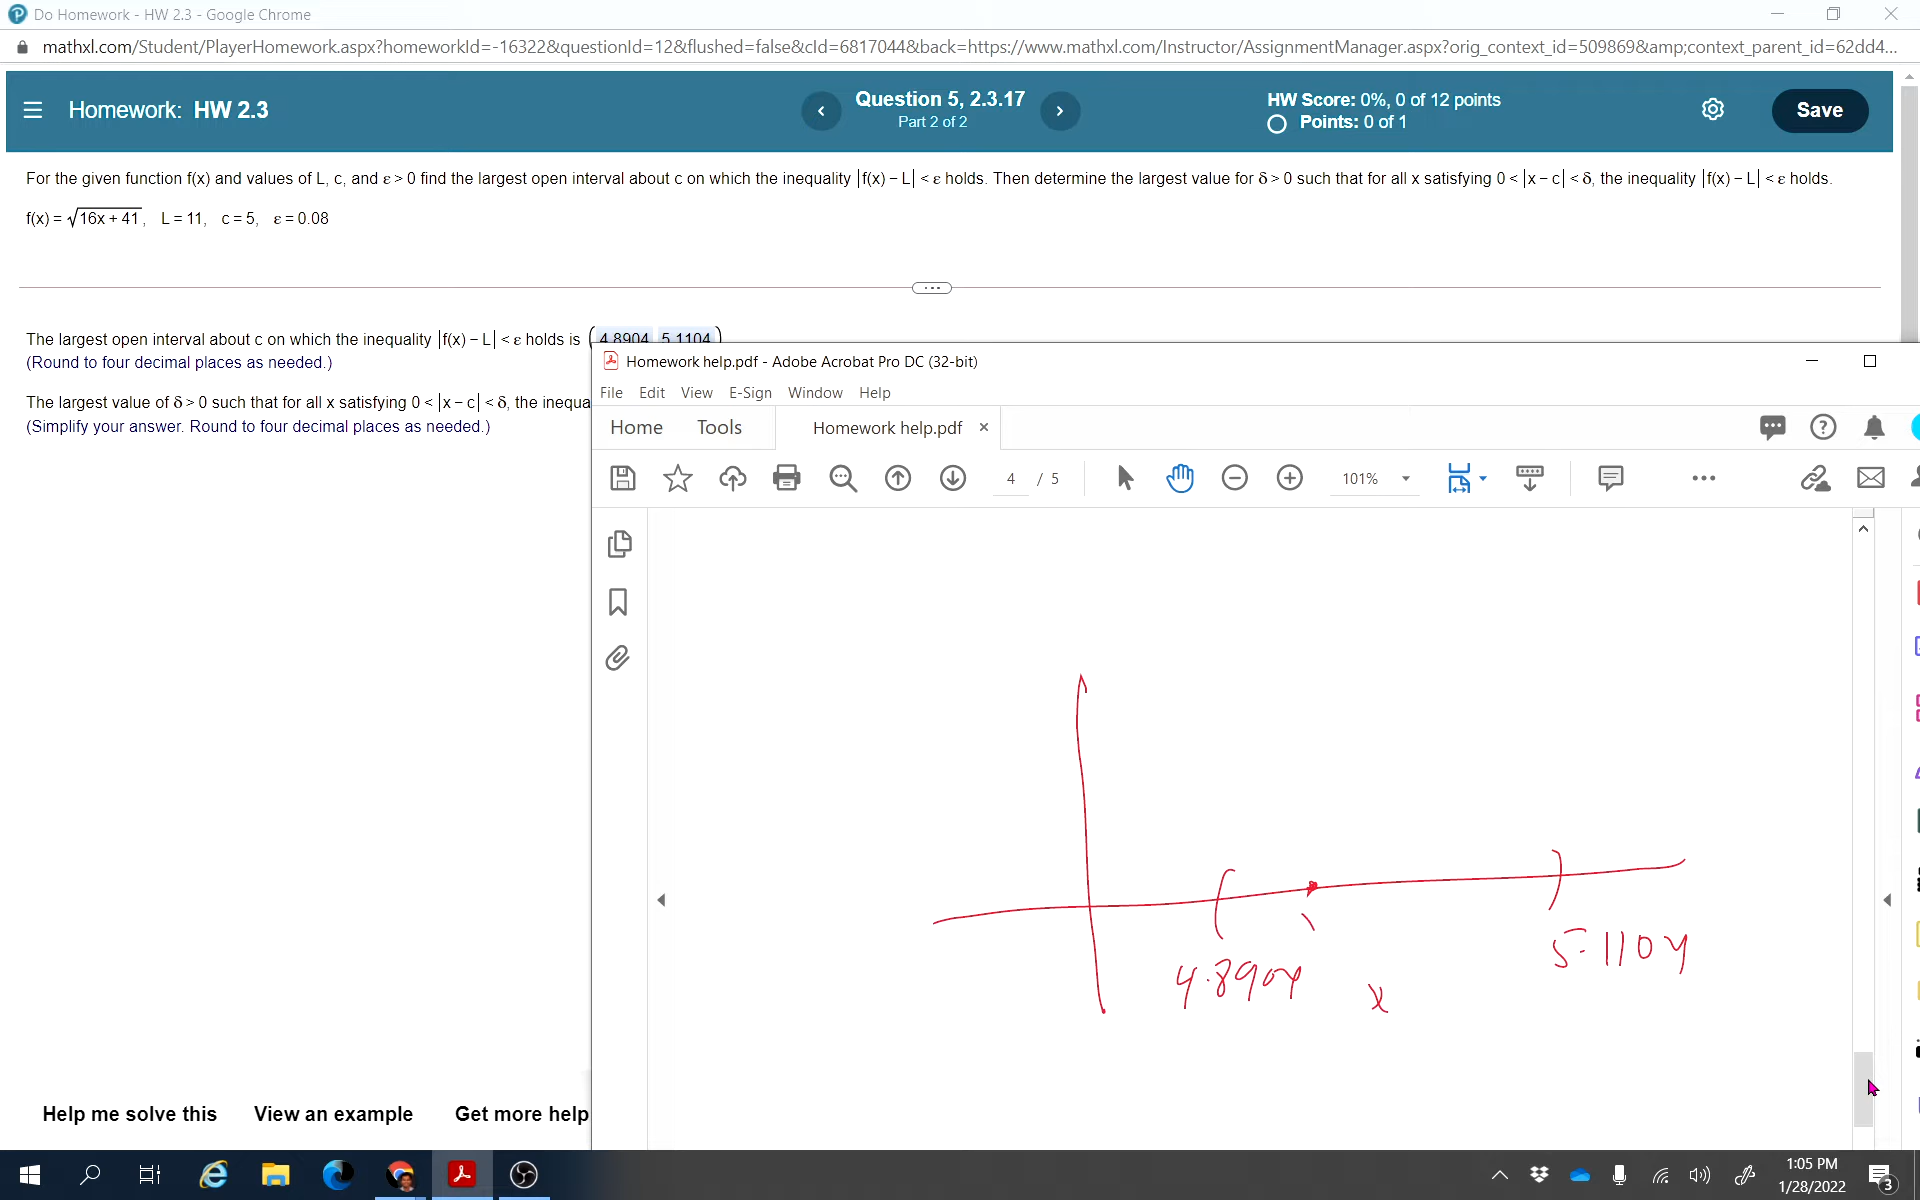 Do Homework - HW 2.3 - Google Chrome
mathxl.com/Student/PlayerHomework.aspx?homeworkId=-16322&questionId=12&flushed=false&cId=6817044&back=https://www.mathxl.com/Instructor/AssignmentManager.aspx?orig_context_id=509869&amp;context_parent_id=62dd4...
Homework: HW 2.3
Question 5, 2.3.17
Part 2 of 2
HW Score: 0%, 0 of 12 points
Points: 0 of 1
Save
For the given function f(x) and values of L, c, and ε > 0 find the largest open interval about c on which the inequality |f(x) − L| < ε holds. Then determine the largest value for δ > 0 such that for all x satisfying 0 < |x − c| < δ, the inequality |f(x) − L| < ε holds.
f(x) = √16x + 41, L = 11, c = 5, ε = 0.08
The largest open interval about c on which the inequality |f(x) − L| < ε holds is (4.8904, 5.1104)
(Round to four decimal places as needed.)
The largest value of δ > 0 such that for all x satisfying 0 < |x − c| < δ, the inequa
(Simplify your answer. Round to four decimal places as needed.)
Homework help.pdf - Adobe Acrobat Pro DC (32-bit)
File Edit View E-Sign Window Help
Home Tools Homework help.pdf ×
4 / 5 101%
4.8904 x 5.1104
Help me solve this View an example Get more help
1:05 PM
1/28/2022
3